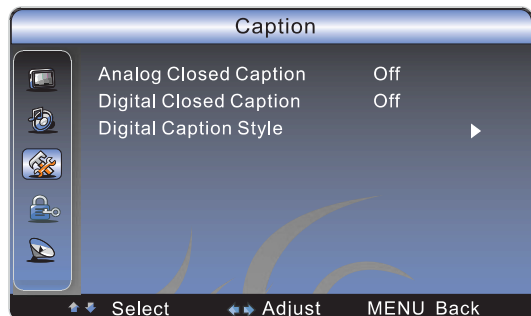 Caption
Analog Closed Caption Off
Digital Closed Caption Off
Digital Caption Style
Select Adjust MENU Back